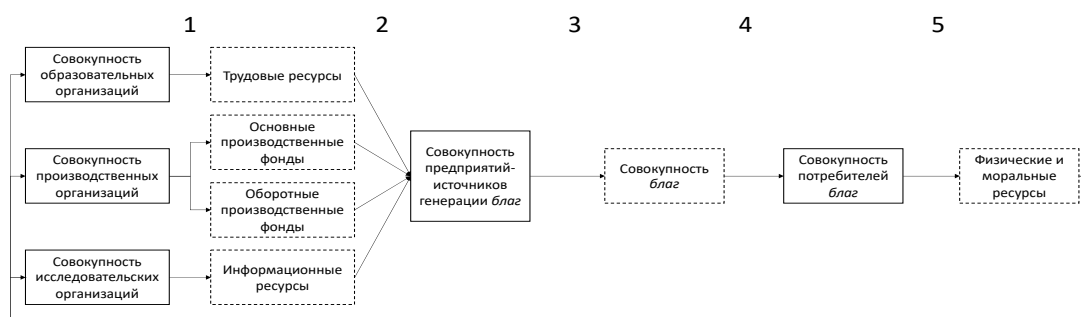 1 2 3 4 5
Совокупность
образовательных
организаций
Трудовые ресурсы
Основные
производственные
фонды
Совокупность
производственных
организаций
Оборотные
производственные
фонды
Совокупность
исследовательских
организаций
Информационные
ресурсы
Совокупность
предприятий-
источников
генерации благ
Совокупность
благ
Совокупность
потребителей
благ
Физические и
моральные
ресурсы